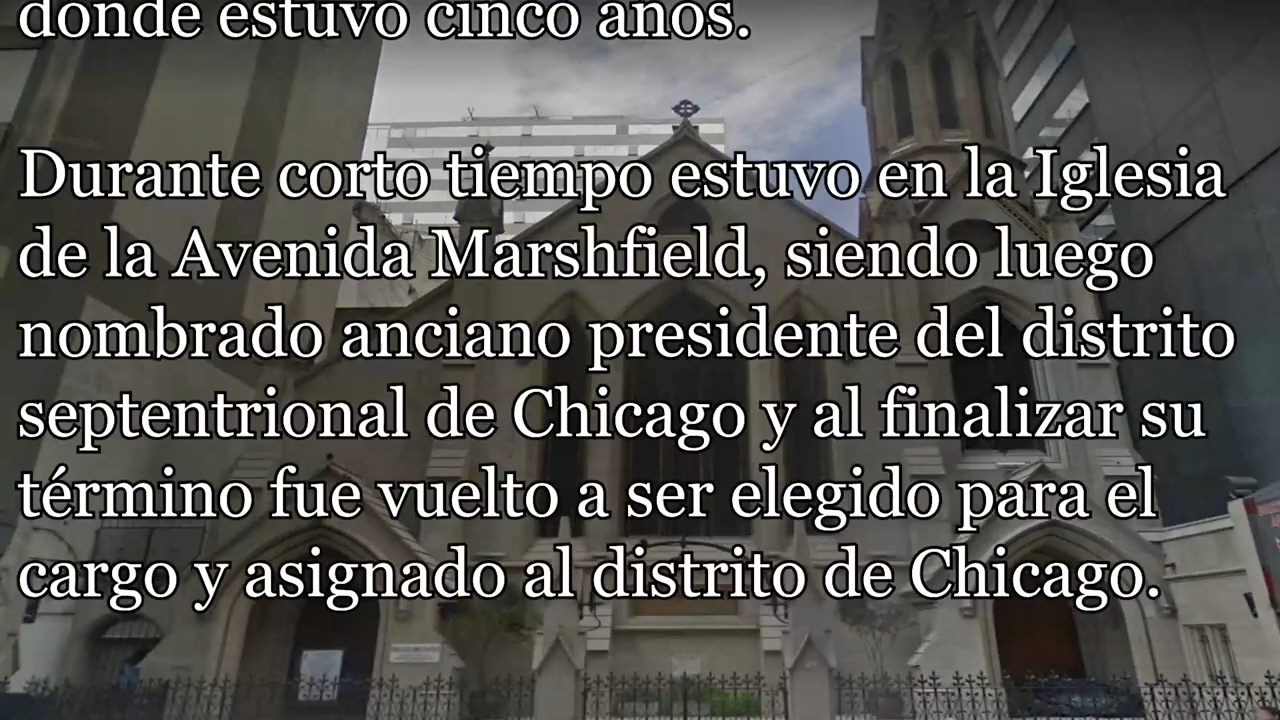 donde estuvo cinco años.
Durante corto tiempo estuvo en la Iglesia
de la Avenida Marshfield, siendo luego
nombrado anciano presidente del distrito
septentrional de Chicago y al finalizar su
término fue vuelto a ser elegido para el
cargo y asignado al distrito de Chicago.